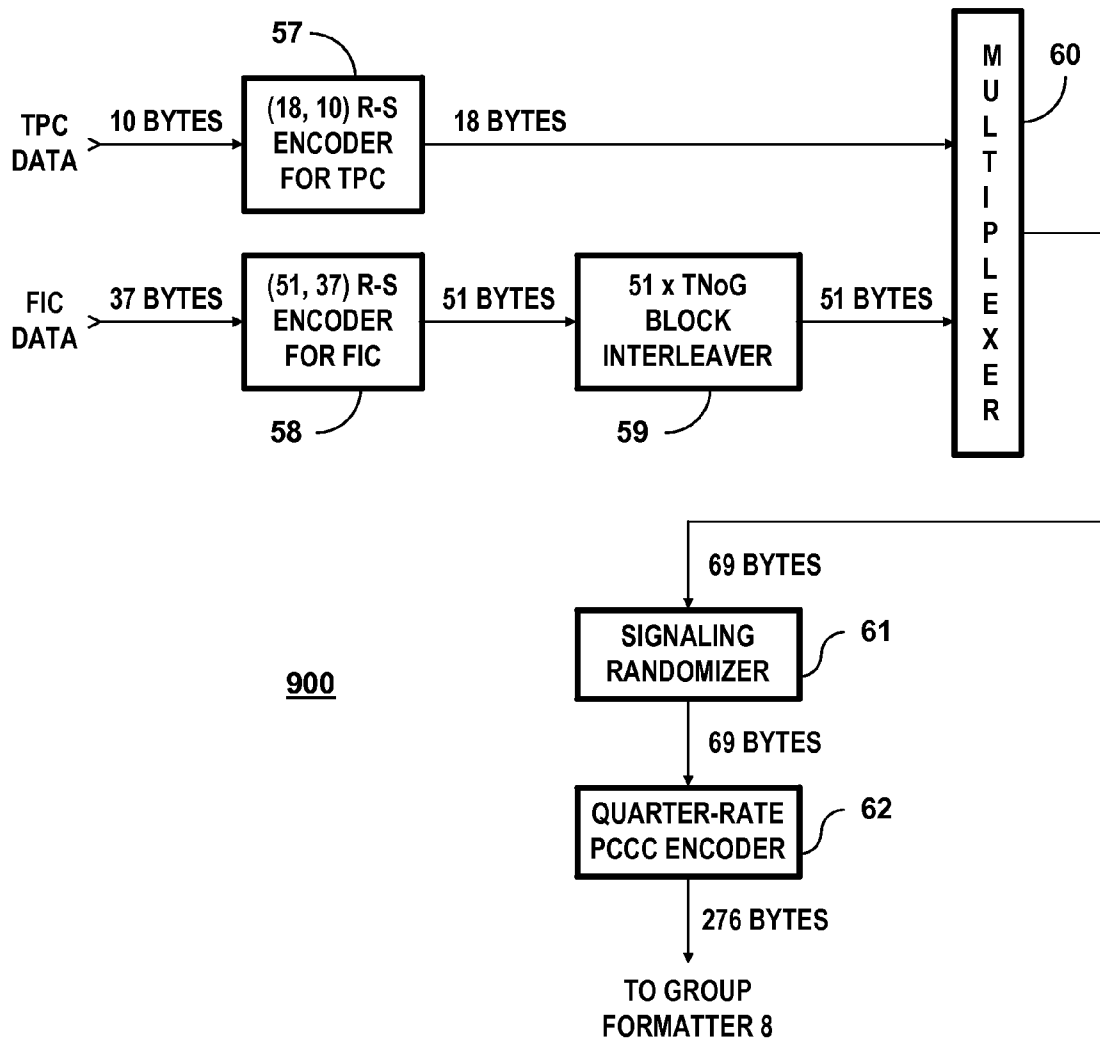 57
TPC
DATA
10 BYTES
(18, 10) R-S
ENCODER
FOR TPC
18 BYTES
MULTIPLEXER
60
FIC
DATA
37 BYTES
(51, 37) R-S
ENCODER
FOR FIC
51 BYTES
51 x TNoG
BLOCK
INTERLEAVER
51 BYTES
58
59
69 BYTES
SIGNALING
RANDOMIZER
61
900
69 BYTES
QUARTER-RATE
PCCC ENCODER
62
276 BYTES
TO GROUP
FORMATTER 8